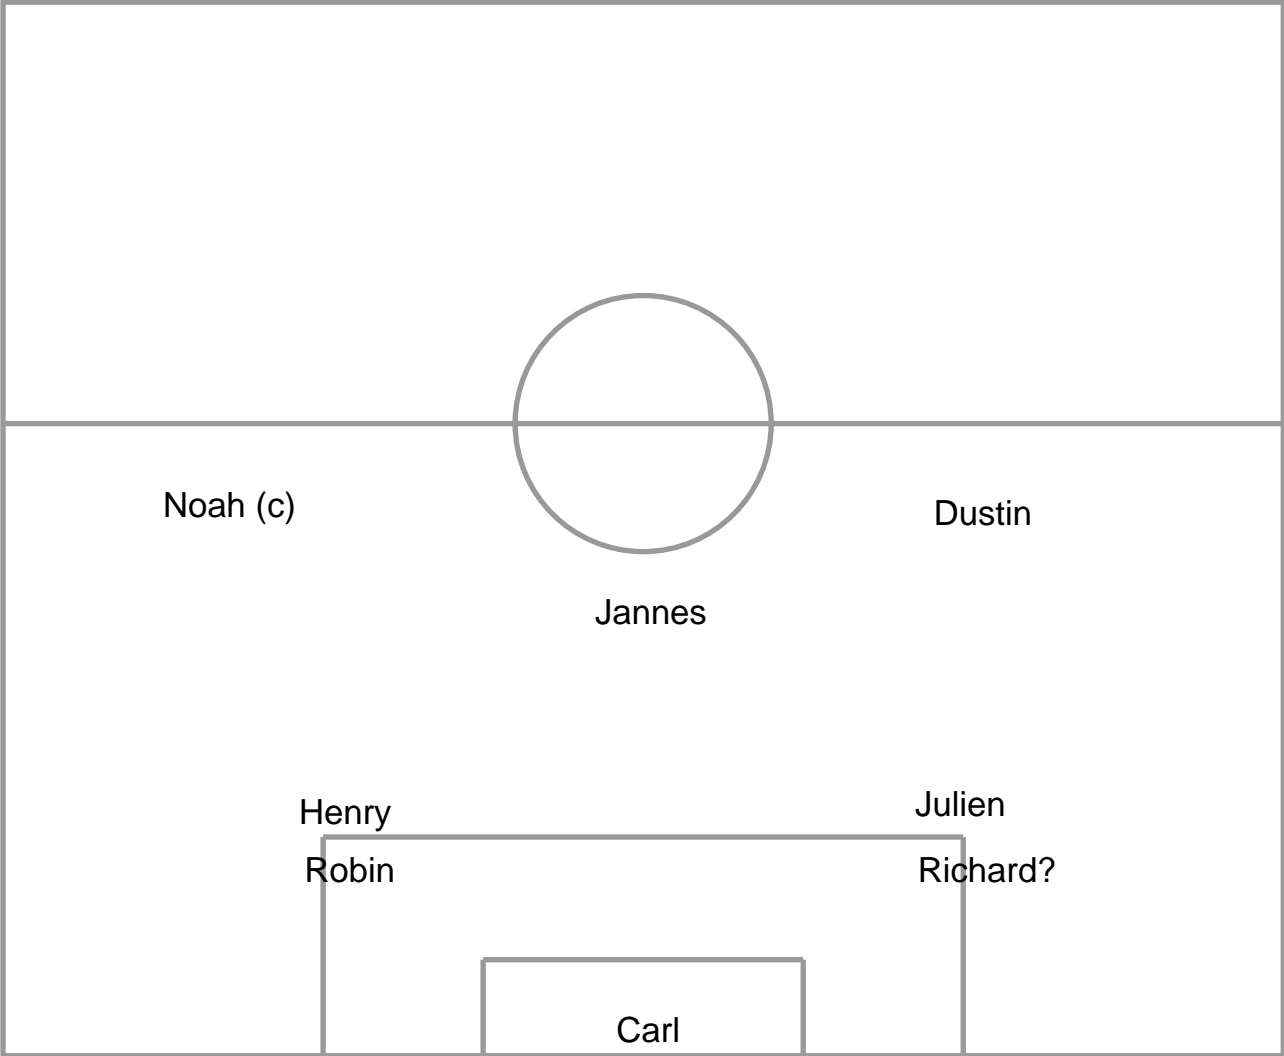 Noah (c)
Dustin
Jannes
Henry
Julien
Robin
Richard?
Carl